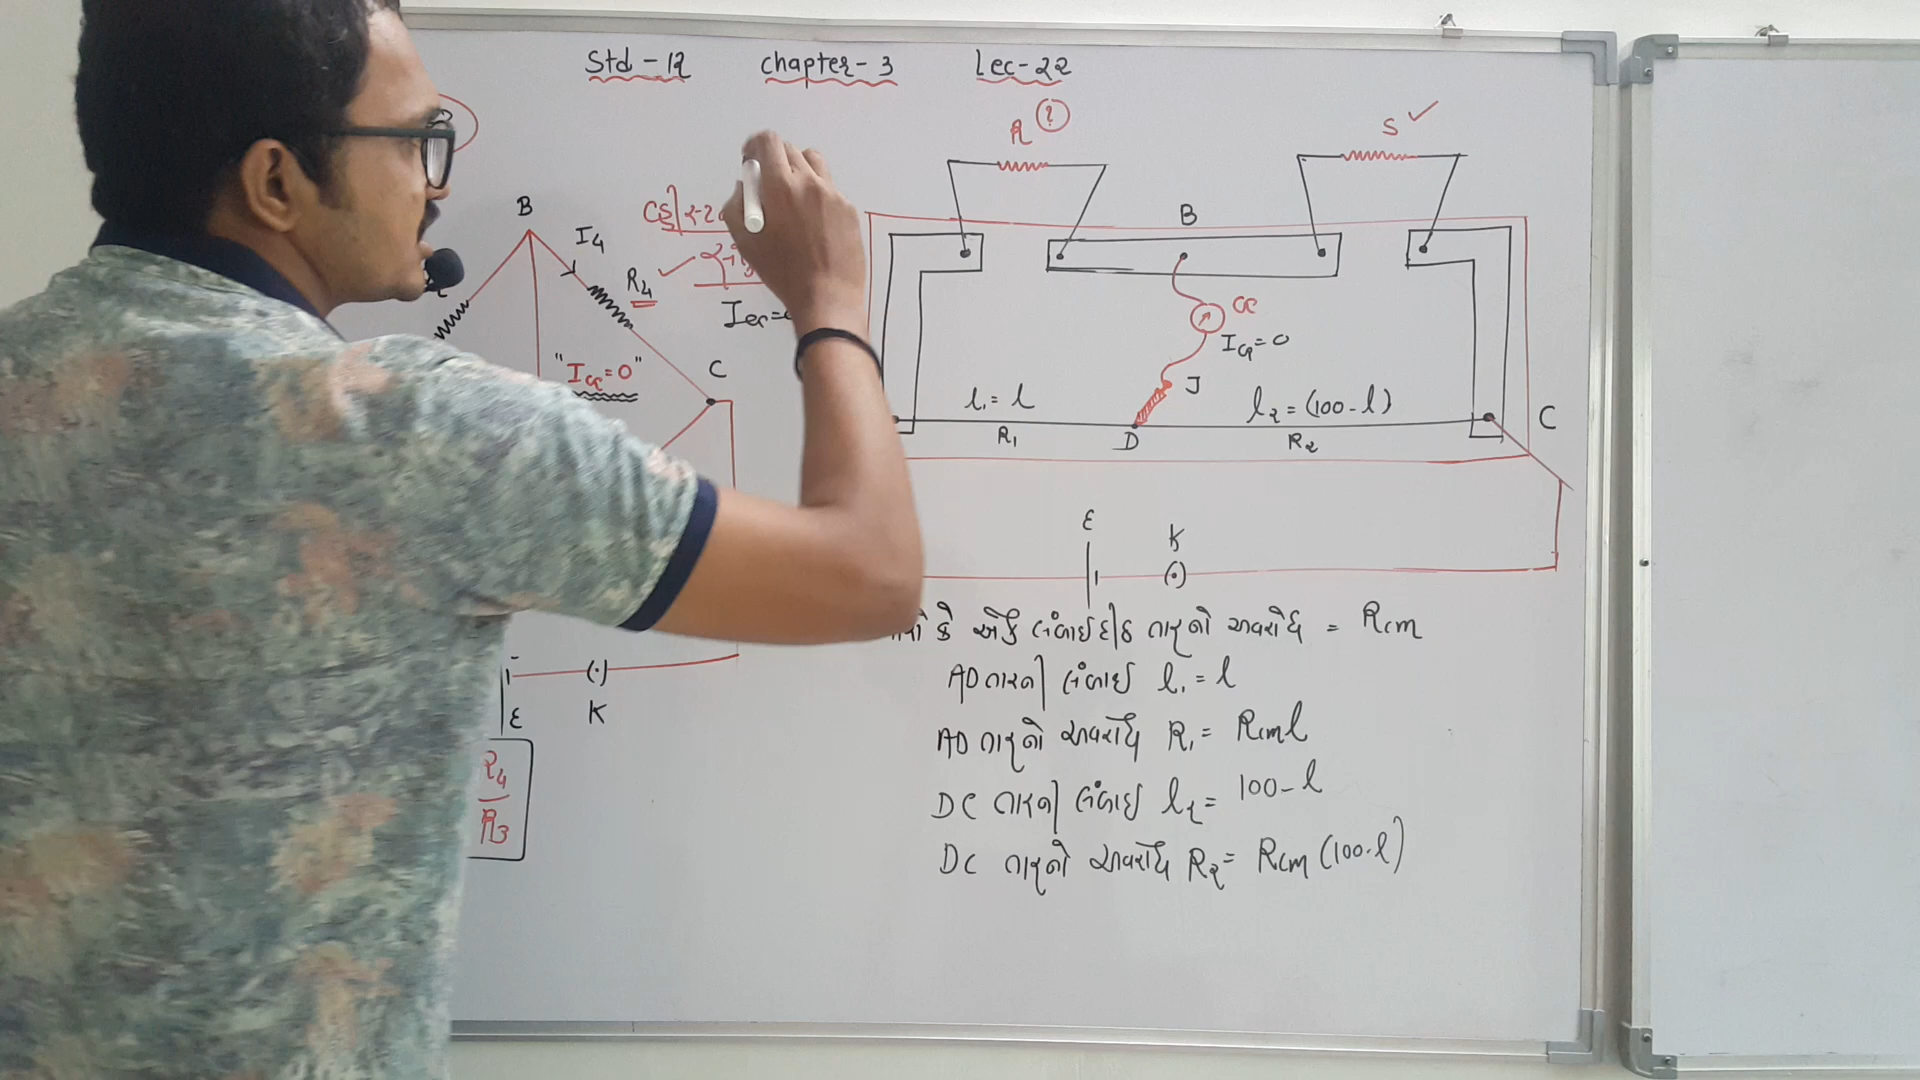 Std - 12 chapter - 3 Lec - 22
R ?
S ✓
B
B
I4
R4 ✓
"IG=0"
C
G
IG=0
J
l1 = l
l2 = (100-l)
C
R1
D
R2
ε
K
કે એકમ લંબાઈ દીઠ તારનો અવરોધ = Rcm
-
ε
K
AD તારની લંબાઈ l1 = l
AD તારનો અવરોધ R1 = Rcml
R4
R3
DC તારની લંબાઈ l2 = 100-l
DC તારનો અવરોધ R2 = Rcm (100-l)